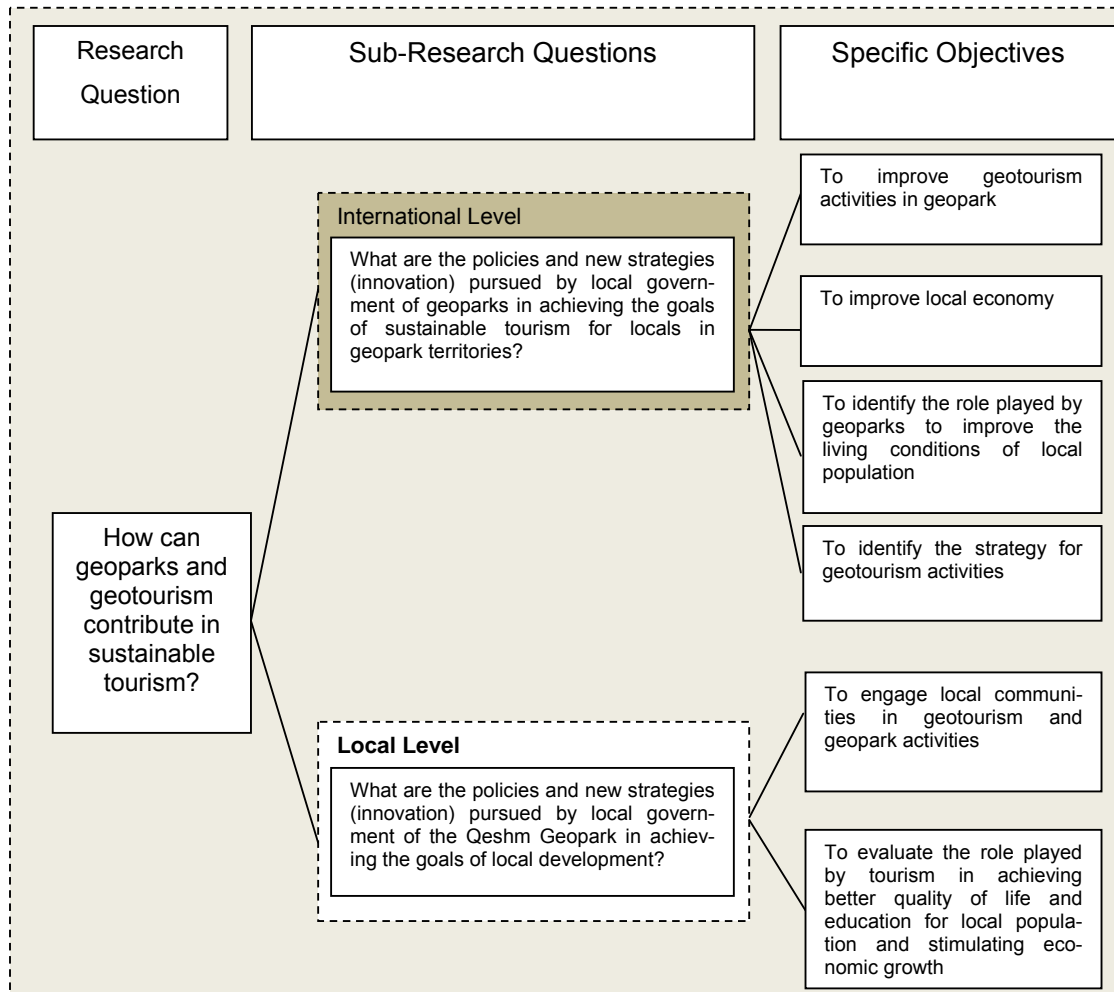 Research
Question
Sub-Research Questions
Specific Objectives
International Level
What are the policies and new strategies
(innovation) pursued by local govern-
ment of geoparks in achieving the goals
of sustainable tourism for locals in
geopark territories?
To improve geotourism
activities in geopark
To improve local economy
To identify the role played by
geoparks to improve the
living conditions of local
population
To identify the strategy for
geotourism activities
How can
geoparks and
geotourism
contribute in
sustainable
tourism?
Local Level
What are the policies and new strategies
(innovation) pursued by local govern-
ment of the Qeshm Geopark in achiev-
ing the goals of local development?
To engage local communi-
ties in geotourism and
geopark activities
To evaluate the role played
by tourism in achieving
better quality of life and
education for local popula-
tion and stimulating eco-
nomic growth